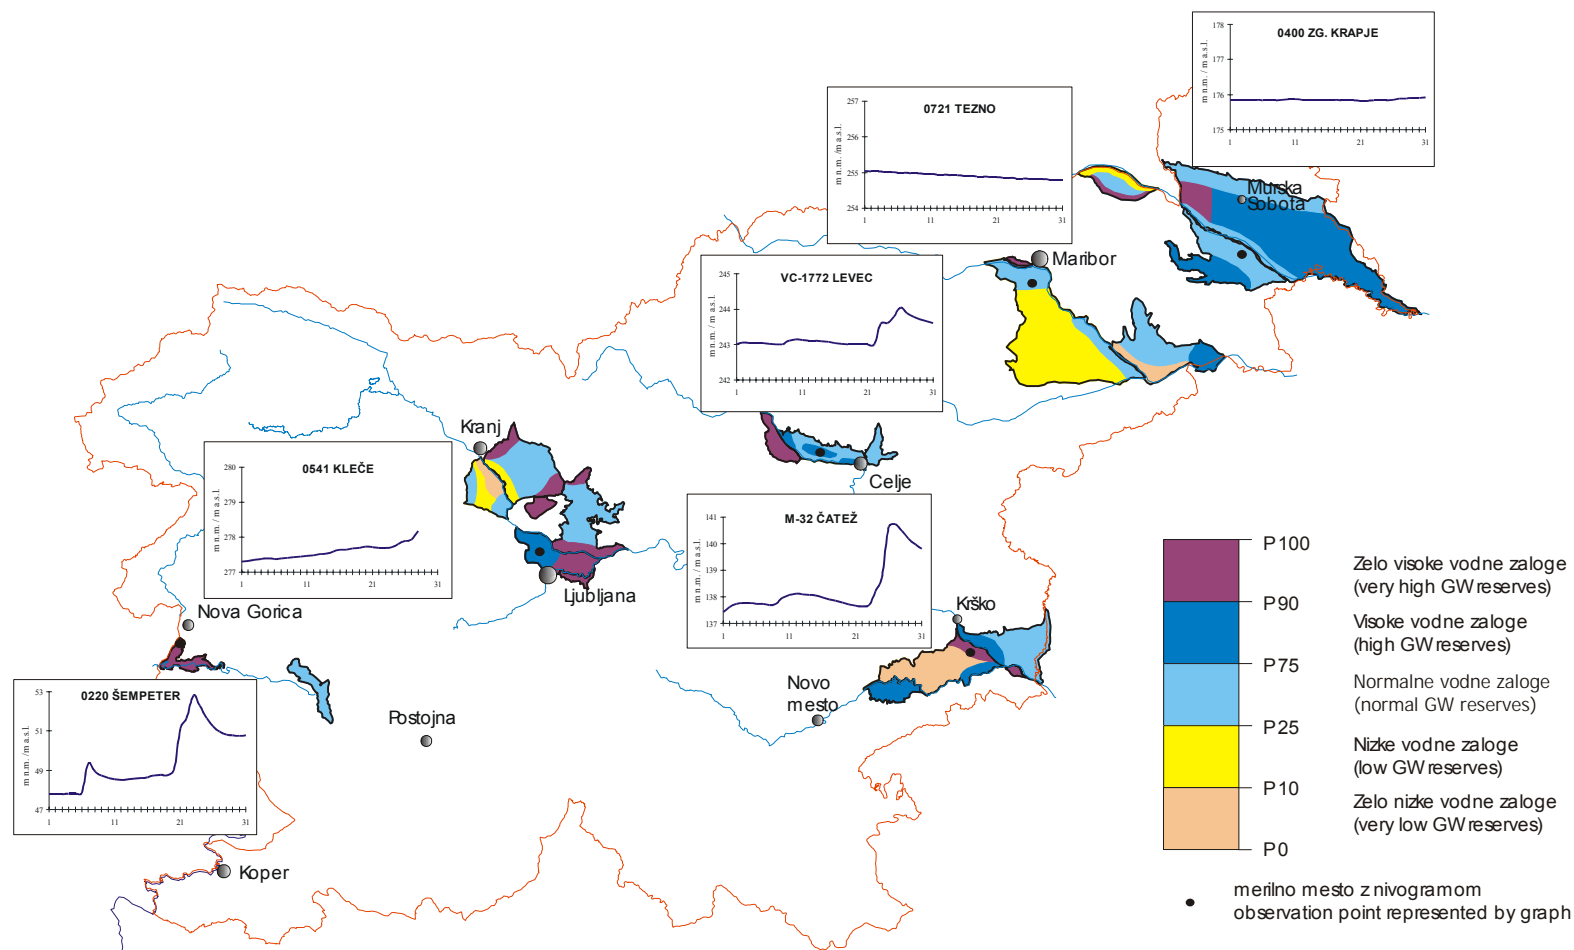 0400 ZG. KRAPJE
m n.m. / m a.s.l.
178
177
176
175
1
11
21
31
0721 TEZNO
m n.m. /m a.s.l.
257
256
255
254
1
11
21
31
VC-1772 LEVEC
m n.m. / m a.s.l.
245
244
243
242
1
11
21
31
0541 KLEČE
m n.m. / m a.s.l.
280
279
278
277
1
11
21
31
M-32 ČATEŽ
m n.m. / m a.s.l.
141
140
138
137
1
11
21
31
0220 ŠEMPETER
m n.m. /m a.s.l.
53
51
49
47
1
11
21
31
Murska
Sobota
Maribor
Kranj
Celje
Ljubljana
Nova Gorica
Krško
Novo
mesto
Postojna
Koper
P100
Zelo visoke vodne zaloge
(very high GW reserves)
P90
Visoke vodne zaloge
(high GW reserves)
P75
Normalne vodne zaloge
(normal GW reserves)
P25
Nizke vodne zaloge
(low GW reserves)
P10
Zelo nizke vodne zaloge
(very low GW reserves)
P0
merilno mesto z nivogramom
observation point represented by graph